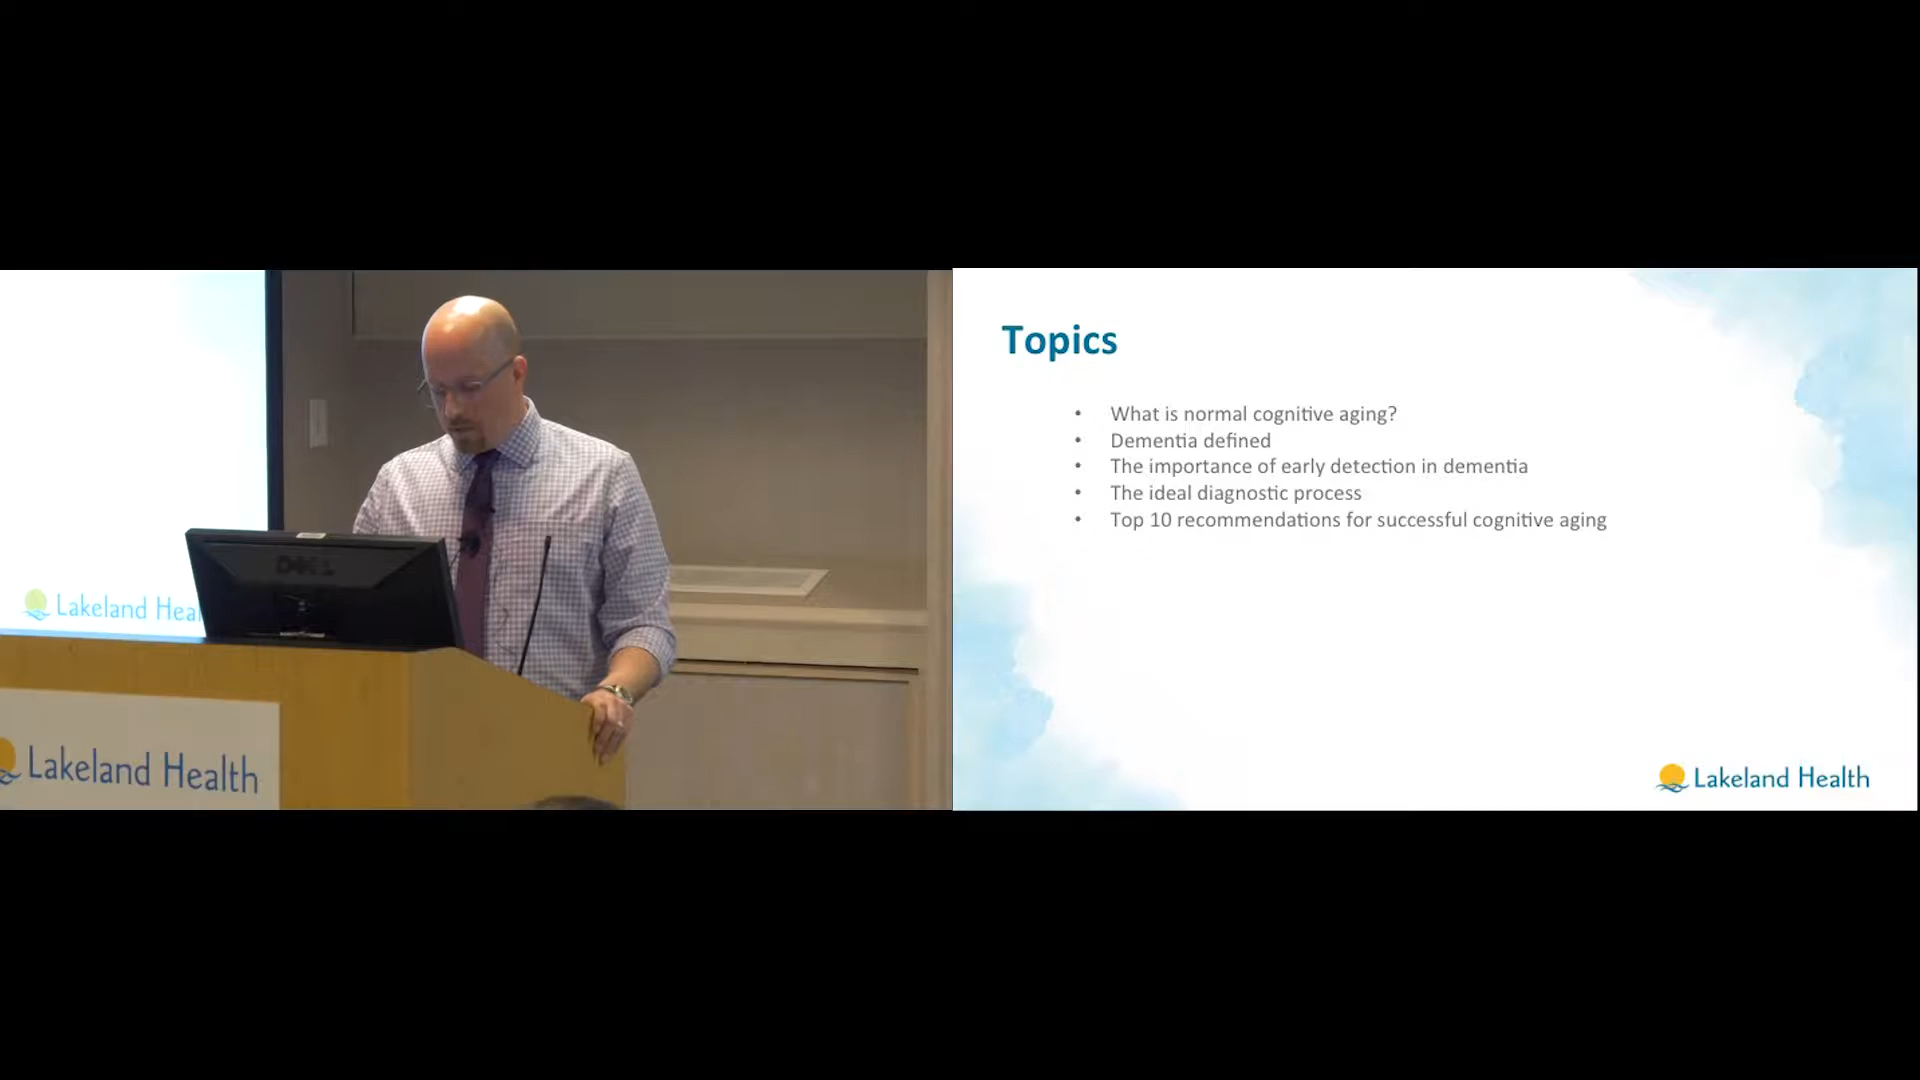 Lakeland Hea
DELL
Lakeland Health
Topics
• What is normal cognitive aging?
• Dementia defined
• The importance of early detection in dementia
• The ideal diagnostic process
• Top 10 recommendations for successful cognitive aging
Lakeland Health